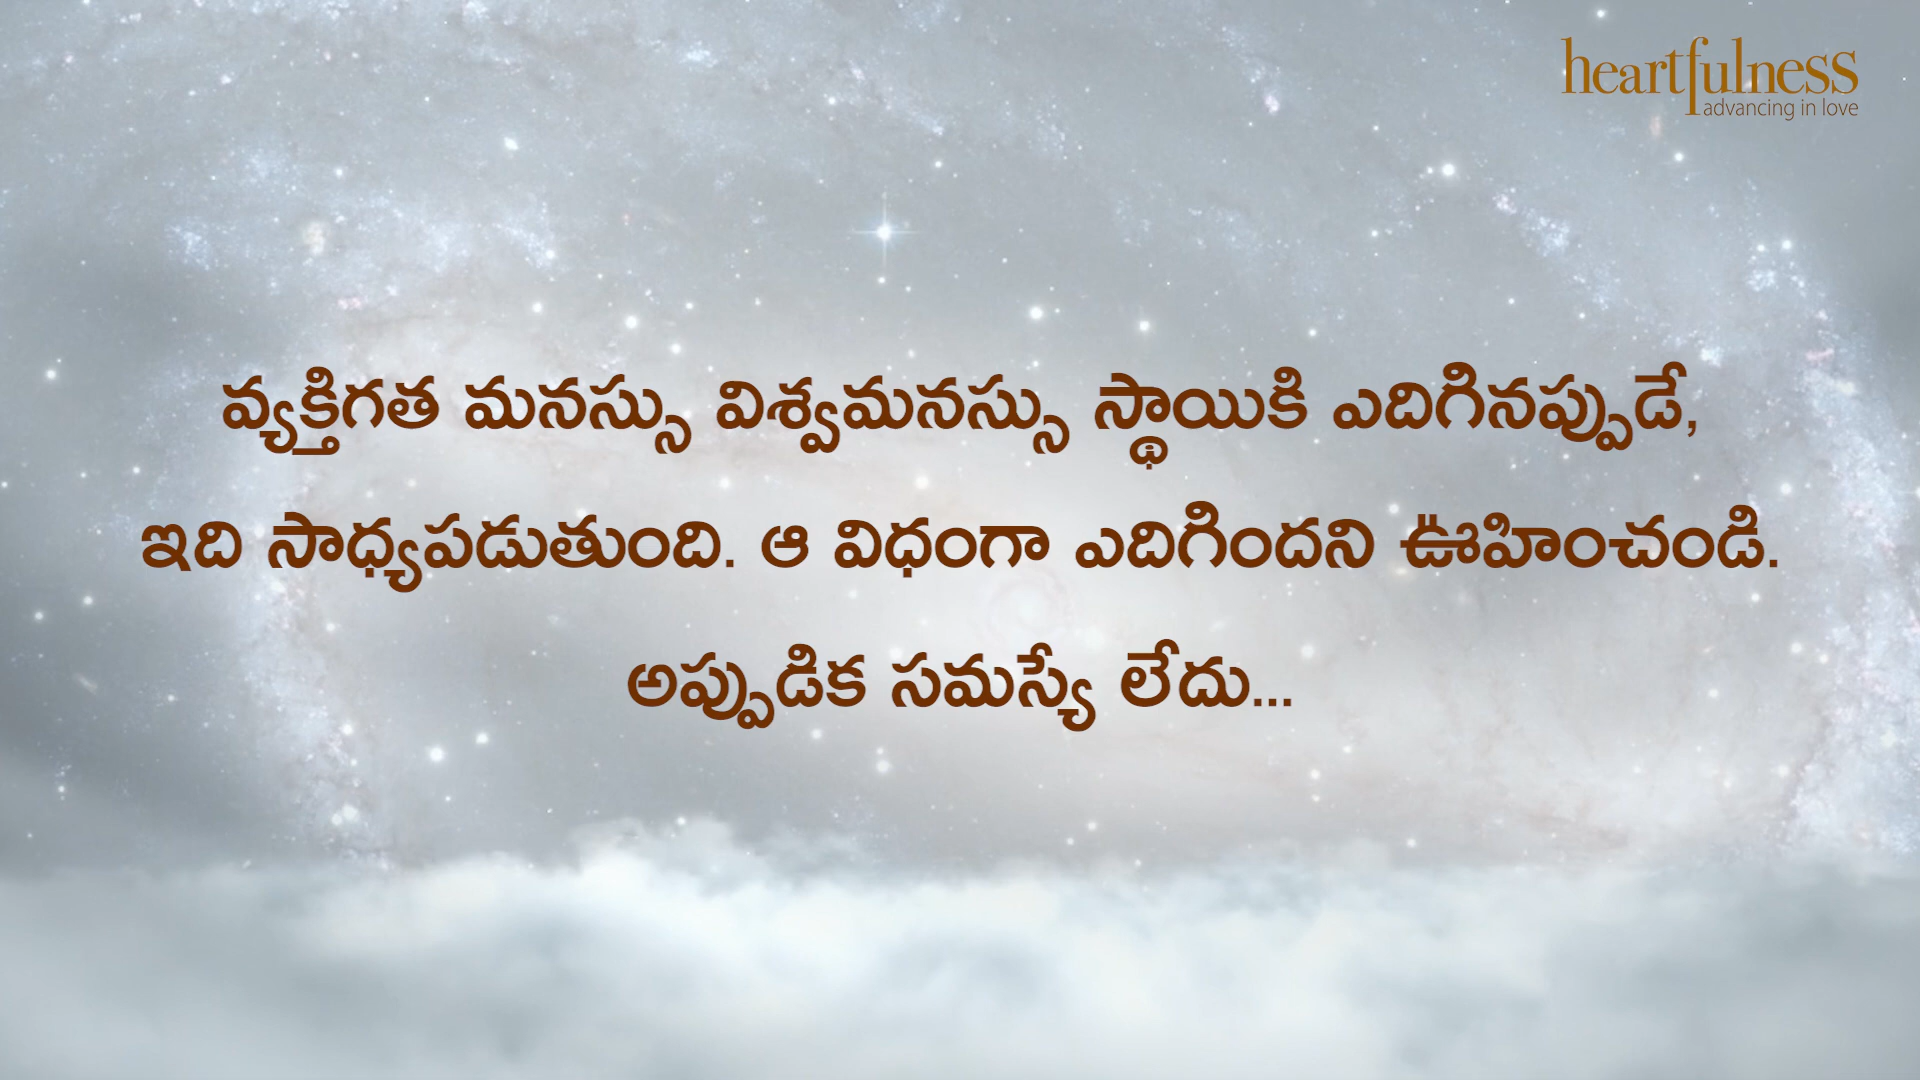 heartfulness
advancing in love
వ్యక్తిగత మనస్సు విశ్వమనస్సు స్థాయికి ఎదిగినప్పుడే,
ఇది సాధ్యపడుతుంది. ఆ విధంగా ఎదిగిందని ఊహించండి.
అప్పుడిక సమస్యే లేదు...